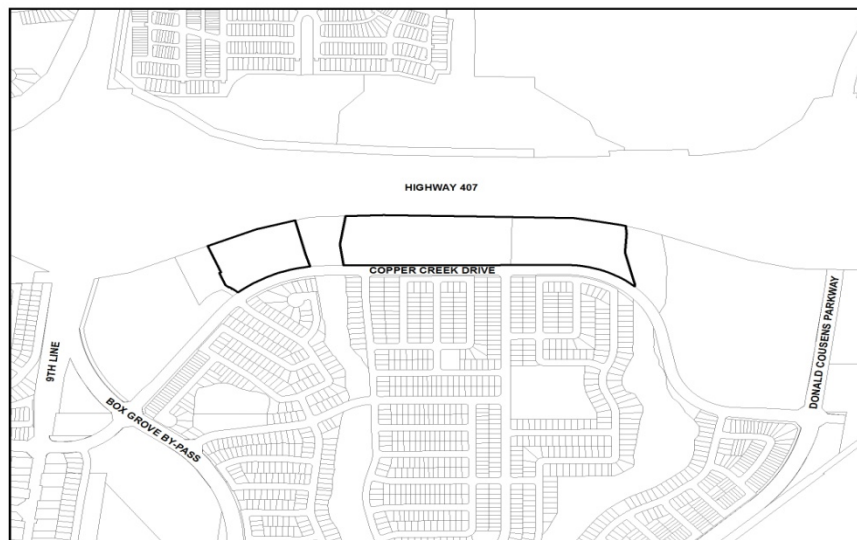 HIGHWAY 407
COPPER CREEK DRIVE
9TH LINE
BOX GROVE BY-PASS
DONALD COUSENS PARKWAY